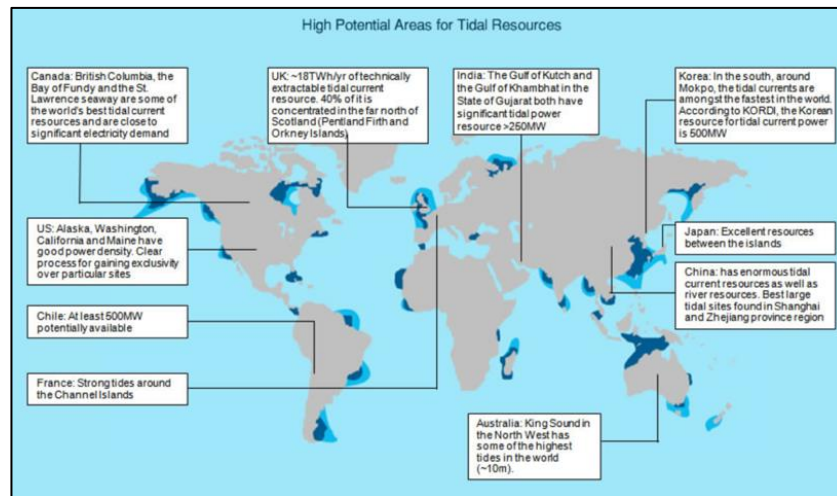 High Potential Areas for Tidal Resources
Canada: British Columbia, the
Bay of Fundy and the St.
Lawrence seaway are some of
the world's best tidal current
resources and are close to
significant electricity demand
UK: ~18TWh/yr of technically
extractable tidal current
resource. 40% of it is
concentrated in the far north of
Scotland (Pentland Firth and
Orkney Islands)
India: The Gulf of Kutch and
the Gulf of Khambhat in the
State of Gujarat both have
significant tidal power
resource >250MW
Korea: In the south, around
Mokpo, the tidal currents are
amongst the fastest in the world.
According to KORDI, the Korean
resource for tidal current power
is 500MW
US: Alaska, Washington,
California and Maine have
good power density. Clear
process for gaining exclusivity
over particular sites
Japan: Excellent resources
between the islands
China: has enormous tidal
current resources as well as
river resources. Best large
tidal sites found in Shanghai
and Zhejiang province region
Chile: At least 500MW
potentially available
France: Strong tides around
the Channel Islands
Australia: King Sound in
the North West has
some of the highest
tides in the world
(~10m).